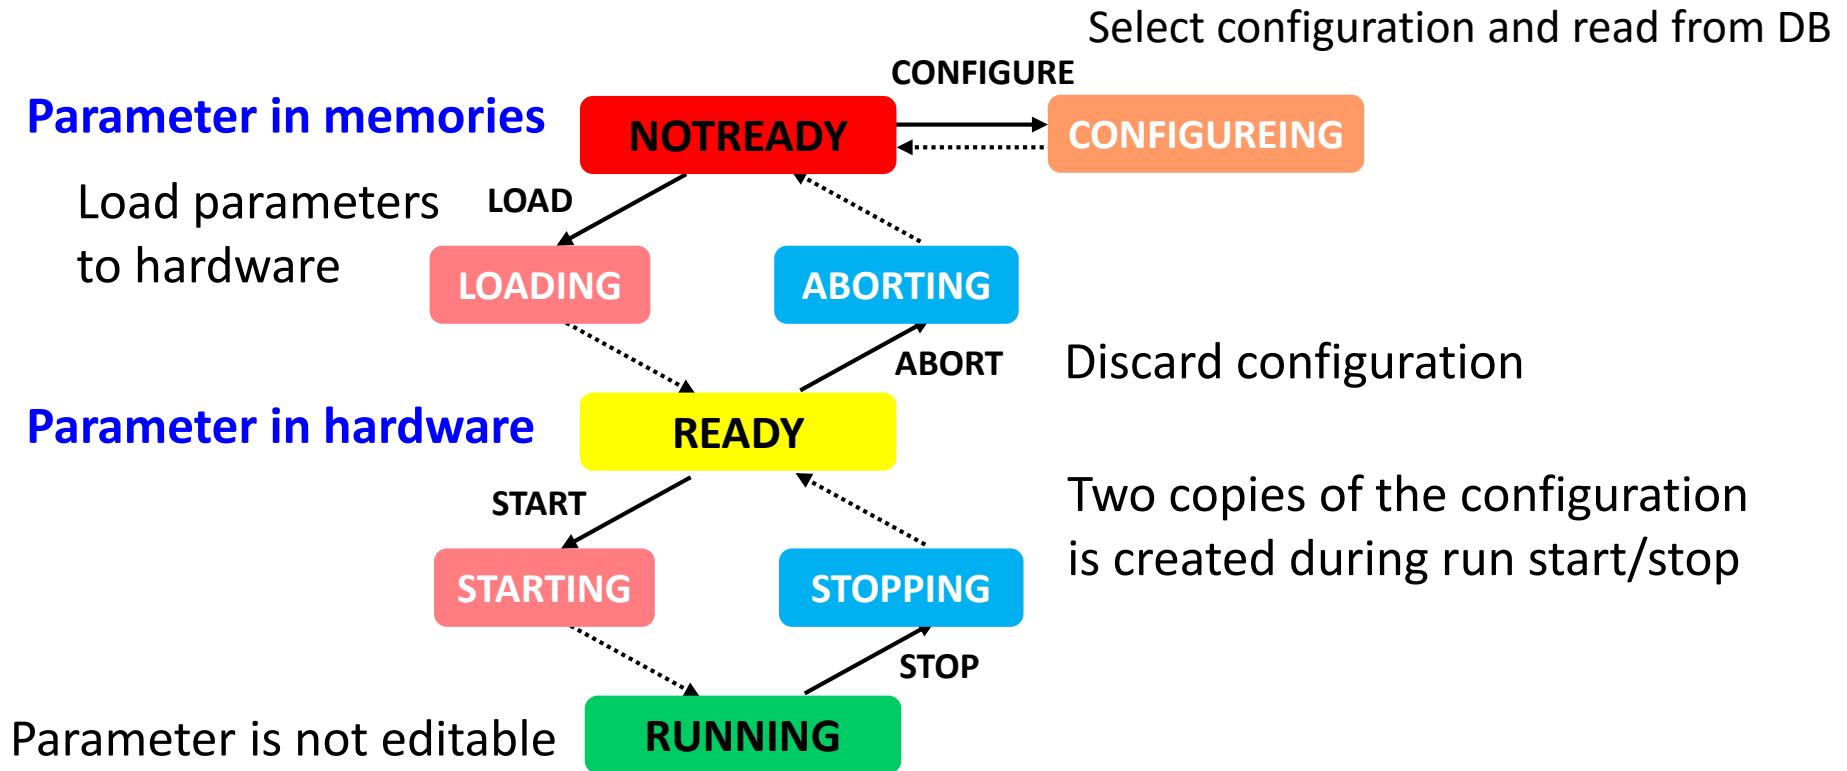 Select configuration and read from DB
CONFIGURE
Parameter in memories
NOTREADY
CONFIGUREING
Load parameters
to hardware
LOAD
LOADING
ABORTING
ABORT
Discard configuration
Parameter in hardware
READY
START
Two copies of the configuration
is created during run start/stop
STARTING
STOPPING
STOP
Parameter is not editable
RUNNING